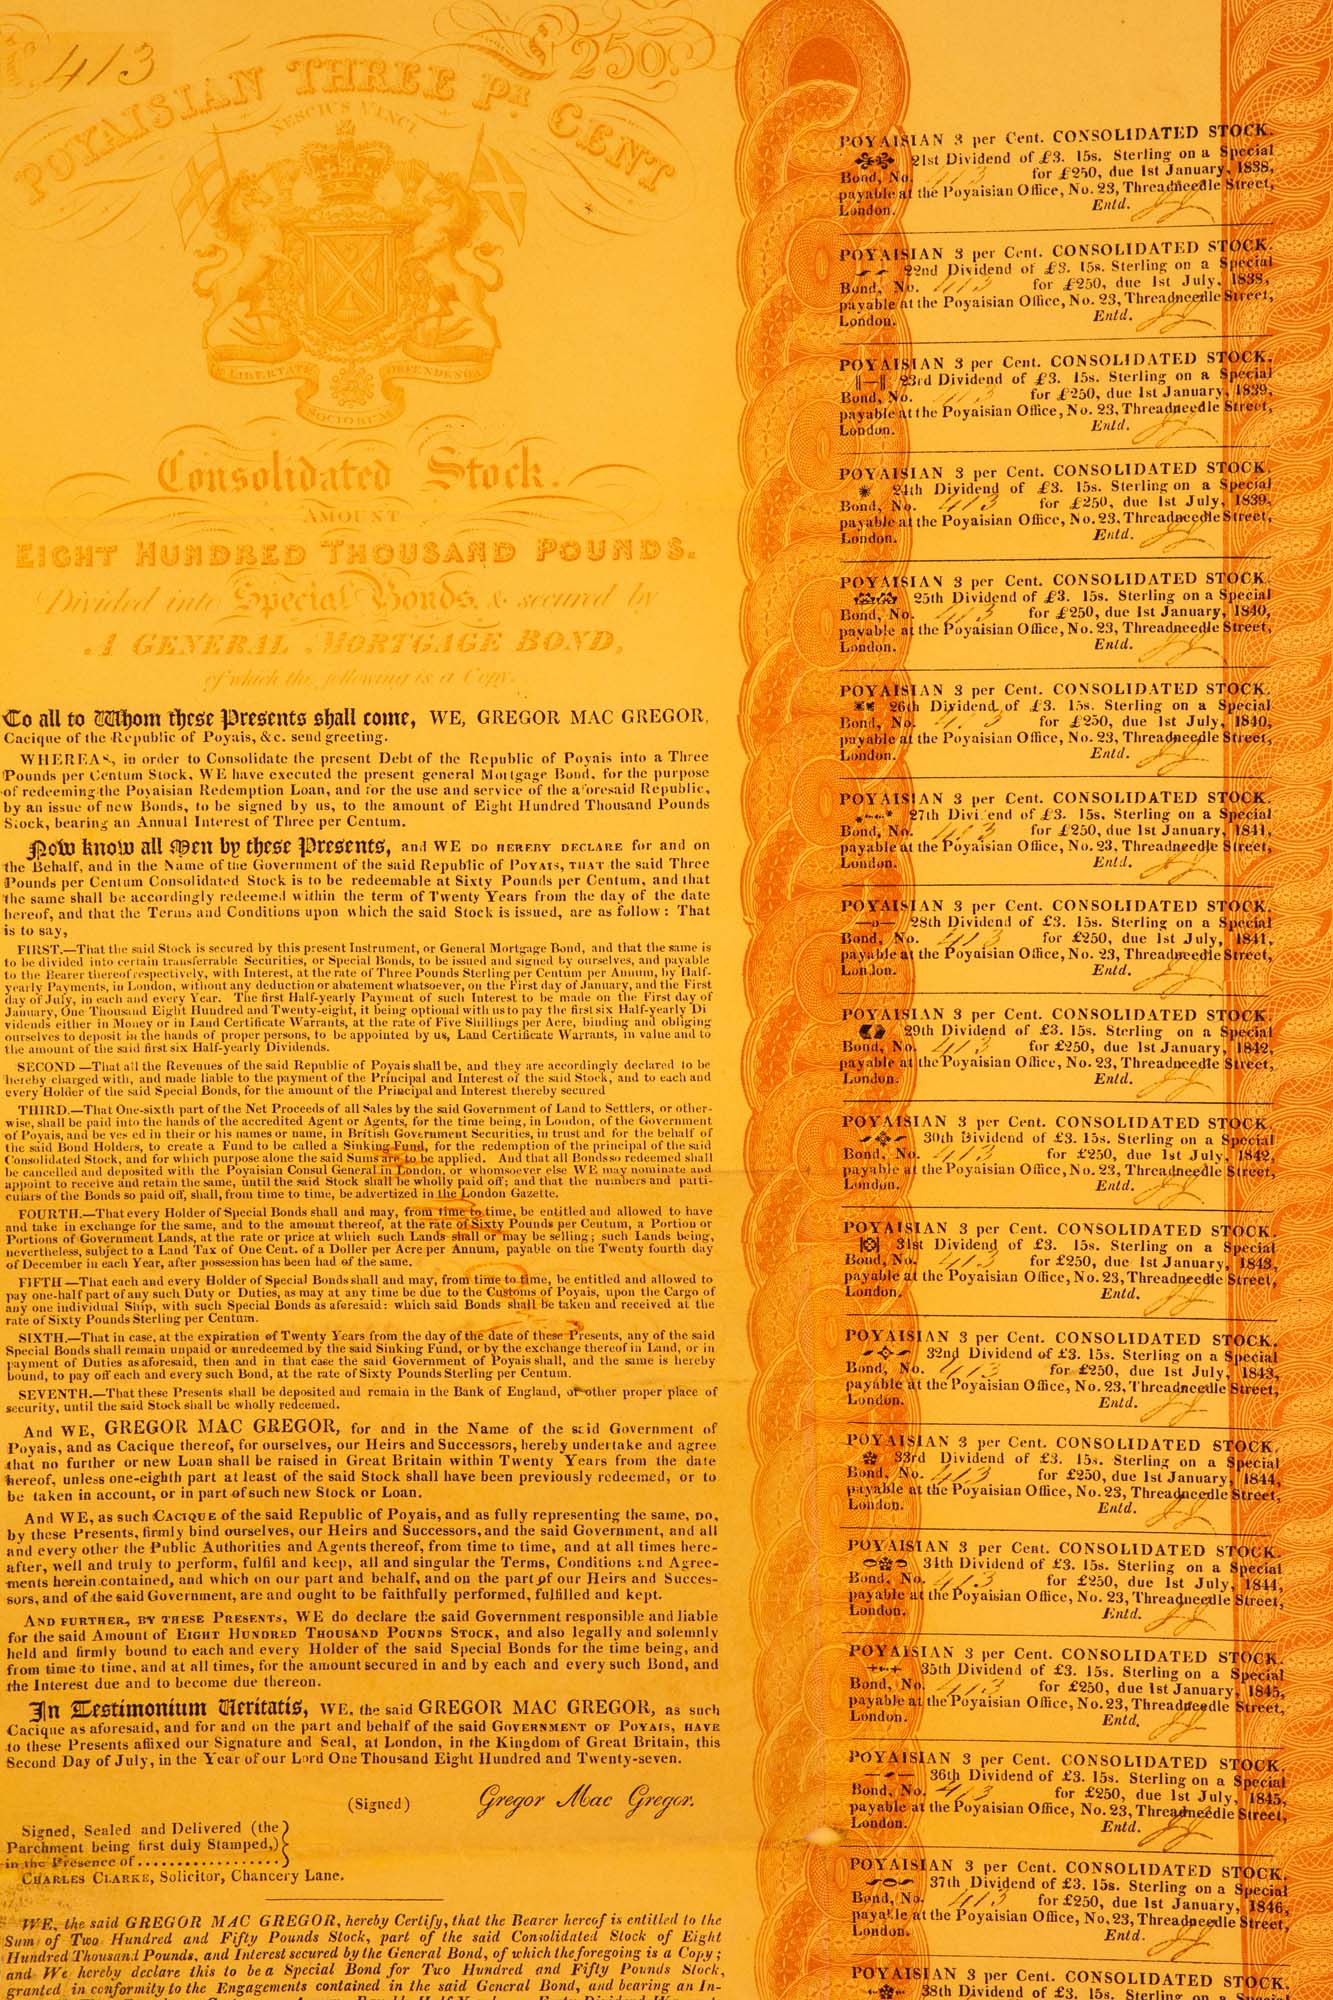 413
£250.
POYAISIAN THREE PR CENT
NESCIUS VINCI
LIBERTATE DEFENDENDA
SOCIOREM
Consolidated Stock.
AMOUNT
EIGHT HUNDRED THOUSAND POUNDS.
Divided into Special Bonds, & secured by
A GENERAL MORTGAGE BOND,
of which the following is a Copy.
To all to Whom these Presents shall come, WE, GREGOR MAC GREGOR,
Cacique of the Republic of Poyais, &c. send greeting.
WHEREAS, in order to Consolidate the present Debt of the Republic of Poyais into a Three
Pounds per Centum Stock, WE have executed the present general Mortgage Bond, for the purpose
of redeeming the Poyaisian Redemption Loan, and for the use and service of the aforesaid Republic,
by an issue of new Bonds, to be signed by us, to the amount of Eight Hundred Thousand Pounds
Stock, bearing an Annual Interest of Three per Centum.
Now know all Men by these Presents, and WE DO HEREBY DECLARE for and on
the Behalf, and in the Name of the Government of the said Republic of POYAIS, THAT the said Three
Pounds per Centum Consolidated Stock is to be redeemable at Sixty Pounds per Centum, and that
the same shall be accordingly redeemed within the term of Twenty Years from the day of the date
hereof, and that the Terms and Conditions upon which the said Stock is issued, are as follow: That
is to say,
FIRST.—That the said Stock is secured by this present Instrument, or General Mortgage Bond, and that the same is
to be divided into certain transferrable Securities, or Special Bonds, to be issued and signed by ourselves, and payable
to the Bearer thereof respectively, with Interest, at the rate of Three Pounds Sterling per Centum per Annum, by Half-
yearly Payments, in London, without any deduction or abatement whatsoever, on the First day of January, and the First
day of July, in each and every Year. The first Half-yearly Payment of such Interest to be made on the First day of
January, One Thousand Eight Hundred and Twenty-eight, it being optional with us to pay the first six Half-yearly Di
vidends either in Money or in Land Certificate Warrants, at the rate of Five Shillings per Acre, binding and obliging
ourselves to deposit in the hands of proper persons, to be appointed by us, Land Certificate Warrants, in value and to
the amount of the said first six Half-yearly Dividends.
SECOND —That all the Revenues of the said Republic of Poyais shall be, and they are accordingly declared to be
hereby charged with, and made liable to the payment of the Principal and Interest of the said Stock, and to each and
every Holder of the said Special Bonds, for the amount of the Principal and Interest thereby secured
THIRD.—That One-sixth part of the Net Proceeds of all Sales by the said Government of Land to Settlers, or other-
wise, shall be paid into the hands of the accredited Agent or Agents, for the time being, in London, of the Government
of Poyais, and be ves ed in their or his names or name, in British Government Securities, in trust and for the behalf of
the said Bond Holders, to create a Fund to be called a Sinking Fund, for the redemption of the principal of the said
Consolidated Stock, and for which purpose alone the said Sums are to be applied. And that all Bonds so redeemed shall
be cancelled and deposited with the Poyaisian Consul General in London, or whomsoever else WE may nominate and
appoint to receive and retain the same, until the said Stock shall be wholly paid off; and that the numbers and parti-
culars of the Bonds so paid off, shall, from time to time, be advertized in the London Gazette.
FOURTH.—That every Holder of Special Bonds shall and may, from time to time, be entitled and allowed to have
and take in exchange for the same, and to the amount thereof, at the rate of Sixty Pounds per Centum, a Portion or
Portions of Government Lands, at the rate or price at which such Lands shall or may be selling; such Lands being,
nevertheless, subject to a Land Tax of One Cent. of a Doller per Acre per Annum, payable on the Twenty fourth day
of December in each Year, after possession has been had of the same.
FIFTH —That each and every Holder of Special Bonds shall and may, from time to time, be entitled and allowed to
pay one-half part of any such Duty or Duties, as may at any time be due to the Customs of Poyais, upon the Cargo of
any one individual Ship, with such Special Bonds as aforesaid: which said Bonds shall be taken and received at the
rate of Sixty Pounds Sterling per Centum.
SIXTH.—That in case, at the expiration of Twenty Years from the day of the date of these Presents, any of the said
Special Bonds shall remain unpaid or unredeemed by the said Sinking Fund, or by the exchange thereof in Land, or in
payment of Duties as aforesaid, then and in that case the said Government of Poyais shall, and the same is hereby
bound, to pay off each and every such Bond, at the rate of Sixty Pounds Sterling per Centum.
SEVENTH.—That these Presents shall be deposited and remain in the Bank of England, or other proper place of
security, until the said Stock shall be wholly redeemed.
And WE, GREGOR MAC GREGOR, for and in the Name of the said Government of
Poyais, and as Cacique thereof, for ourselves, our Heirs and Successors, hereby undertake and agree
that no further or new Loan shall be raised in Great Britain within Twenty Years from the date
hereof, unless one-eighth part at least of the said Stock shall have been previously redeemed, or to
be taken in account, or in part of such new Stock or Loan.
And WE, as such CACIQUE of the said Republic of Poyais, and as fully representing the same, DO,
by these Presents, firmly bind ourselves, our Heirs and Successors, and the said Government, and all
and every other the Public Authorities and Agents thereof, from time to time, and at all times here-
after, well and truly to perform, fulfil and keep, all and singular the Terms, Conditions and Agree-
ments herein contained, and which on our part and behalf, and on the part of our Heirs and Succes-
sors, and of the said Government, are and ought to be faithfully performed, fulfilled and kept.
AND FURTHER, BY THESE PRESENTS, WE do declare the said Government responsible and liable
for the said Amount of EIGHT HUNDRED THOUSAND POUNDS STOCK, and also legally and solemnly
held and firmly bound to each and every Holder of the said Special Bonds for the time being, and
from time to time, and at all times, for the amount secured in and by each and every such Bond, and
the Interest due and to become due thereon.
In Testimonium Veritatis, WE, the said GREGOR MAC GREGOR, as such
Cacique as aforesaid, and for and on the part and behalf of the said GOVERNMENT OF POYAIS, HAVE
to these Presents affixed our Signature and Seal, at London, in the Kingdom of Great Britain, this
Second Day of July, in the Year of our Lord One Thousand Eight Hundred and Twenty-seven.
(Signed) Gregor Mac Gregor.
Signed, Sealed and Delivered (the
Parchment being first duly Stamped,)
in the Presence of ..................
CHARLES CLARKE, Solicitor, Chancery Lane.
WE, the said GREGOR MAC GREGOR, hereby Certify, that the Bearer hereof is entitled to the
Sum of Two Hundred and Fifty Pounds Stock, part of the said Consolidated Stock of Eight
Hundred Thousand Pounds, and Interest secured by the General Bond, of which the foregoing is a Copy;
and We hereby declare this to be a Special Bond for Two Hundred and Fifty Pounds Stock,
granted in conformity to the Engagements contained in the said General Bond, and bearing an In-
POYAISIAN 3 per Cent. CONSOLIDATED STOCK.
21st Dividend of £3. 15s. Sterling on a Special
Bond, No. 413 for £250, due 1st January, 1838,
payable at the Poyaisian Office, No. 23, Threadneedle Street,
London. Entd.
POYAISIAN 3 per Cent. CONSOLIDATED STOCK.
22nd Dividend of £3. 15s. Sterling on a Special
Bond, No. 413 for £250, due 1st July, 1838,
payable at the Poyaisian Office, No. 23, Threadneedle Street,
London. Entd.
POYAISIAN 3 per Cent. CONSOLIDATED STOCK.
23rd Dividend of £3. 15s. Sterling on a Special
Bond, No. 413 for £250, due 1st January, 1839,
payable at the Poyaisian Office, No. 23, Threadneedle Street,
London. Entd.
POYAISIAN 3 per Cent. CONSOLIDATED STOCK.
24th Dividend of £3. 15s. Sterling on a Special
Bond, No. 413 for £250, due 1st July, 1839,
payable at the Poyaisian Office, No. 23, Threadneedle Street,
London. Entd.
POYAISIAN 3 per Cent. CONSOLIDATED STOCK.
25th Dividend of £3. 15s. Sterling on a Special
Bond, No. 413 for £250, due 1st January, 1840,
payable at the Poyaisian Office, No. 23, Threadneedle Street,
London. Entd.
POYAISIAN 3 per Cent. CONSOLIDATED STOCK.
26th Dividend of £3. 15s. Sterling on a Special
Bond, No. 413 for £250, due 1st July, 1840,
payable at the Poyaisian Office, No. 23, Threadneedle Street,
London. Entd.
POYAISIAN 3 per Cent. CONSOLIDATED STOCK.
27th Dividend of £3. 15s. Sterling on a Special
Bond, No. 413 for £250, due 1st January, 1841,
payable at the Poyaisian Office, No. 23, Threadneedle Street,
London. Entd.
POYAISIAN 3 per Cent. CONSOLIDATED STOCK.
28th Dividend of £3. 15s. Sterling on a Special
Bond, No. 413 for £250, due 1st July, 1841,
payable at the Poyaisian Office, No. 23, Threadneedle Street,
London. Entd.
POYAISIAN 3 per Cent. CONSOLIDATED STOCK.
29th Dividend of £3. 15s. Sterling on a Special
Bond, No. 413 for £250, due 1st January, 1842,
payable at the Poyaisian Office, No. 23, Threadneedle Street,
London. Entd.
POYAISIAN 3 per Cent. CONSOLIDATED STOCK.
30th Dividend of £3. 15s. Sterling on a Special
Bond, No. 413 for £250, due 1st July, 1842,
payable at the Poyaisian Office, No. 23, Threadneedle Street,
London. Entd.
POYAISIAN 3 per Cent. CONSOLIDATED STOCK.
31st Dividend of £3. 15s. Sterling on a Special
Bond, No. 413 for £250, due 1st January, 1843,
payable at the Poyaisian Office, No. 23, Threadneedle Street,
London. Entd.
POYAISIAN 3 per Cent. CONSOLIDATED STOCK.
32nd Dividend of £3. 15s. Sterling on a Special
Bond, No. 413 for £250, due 1st July, 1843,
payable at the Poyaisian Office, No. 23, Threadneedle Street,
London. Entd.
POYAISIAN 3 per Cent. CONSOLIDATED STOCK.
33rd Dividend of £3. 15s. Sterling on a Special
Bond, No. 413 for £250, due 1st January, 1844,
payable at the Poyaisian Office, No. 23, Threadneedle Street,
London. Entd.
POYAISIAN 3 per Cent. CONSOLIDATED STOCK.
34th Dividend of £3. 15s. Sterling on a Special
Bond, No. 413 for £250, due 1st July, 1844,
payable at the Poyaisian Office, No. 23, Threadneedle Street,
London. Entd.
POYAISIAN 3 per Cent. CONSOLIDATED STOCK.
35th Dividend of £3. 15s. Sterling on a Special
Bond, No. 413 for £250, due 1st January, 1845,
payable at the Poyaisian Office, No. 23, Threadneedle Street,
London. Entd.
POYAISIAN 3 per Cent. CONSOLIDATED STOCK.
36th Dividend of £3. 15s. Sterling on a Special
Bond, No. 413 for £250, due 1st July, 1845,
payable at the Poyaisian Office, No. 23, Threadneedle Street,
London. Entd.
POYAISIAN 3 per Cent. CONSOLIDATED STOCK.
37th Dividend of £3. 15s. Sterling on a Special
Bond, No. 413 for £250, due 1st January, 1846,
payable at the Poyaisian Office, No. 23, Threadneedle Street,
London. Entd.
POYAISIAN 3 per Cent. CONSOLIDATED STOCK.
38th Dividend of £3. 15s. Sterling on a Special